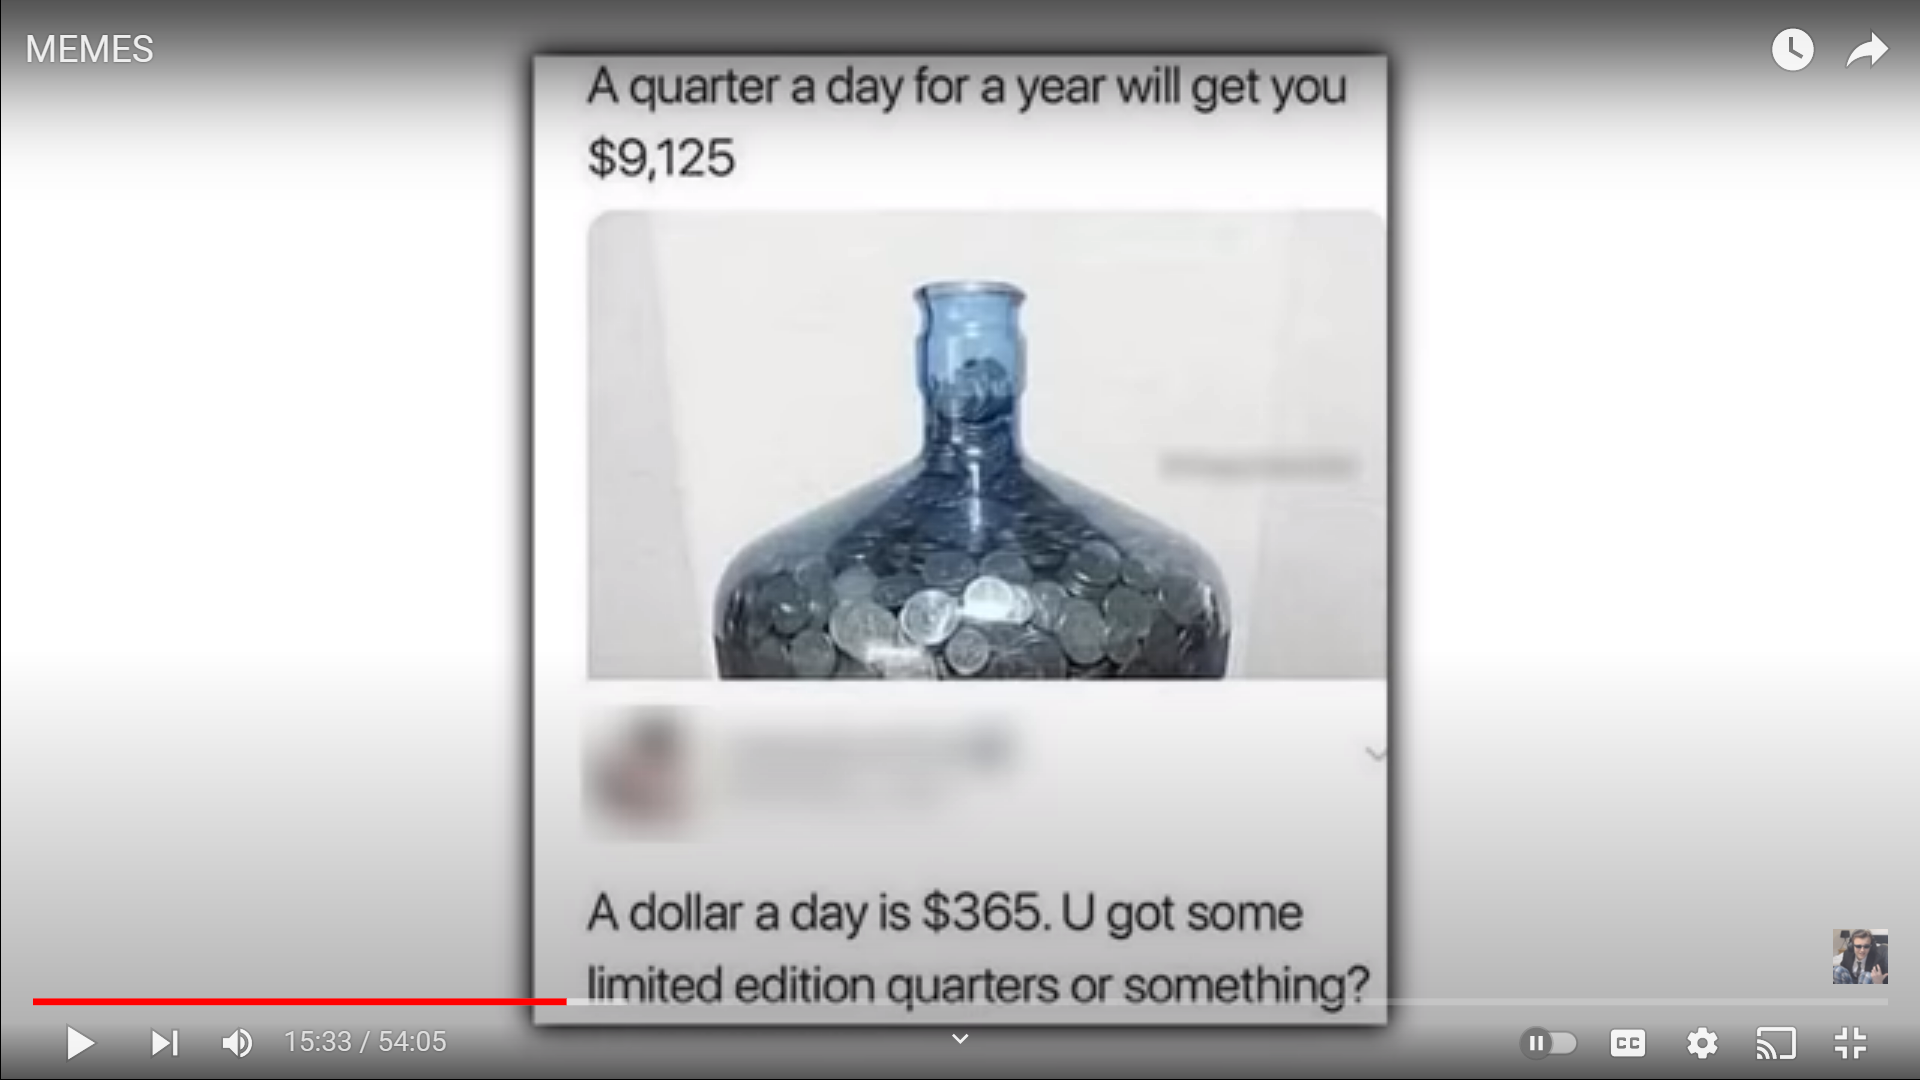 MEMES
A quarter a day for a year will get you
$9,125
A dollar a day is $365. U got some
limited edition quarters or something?
15:33 / 54:05
CC